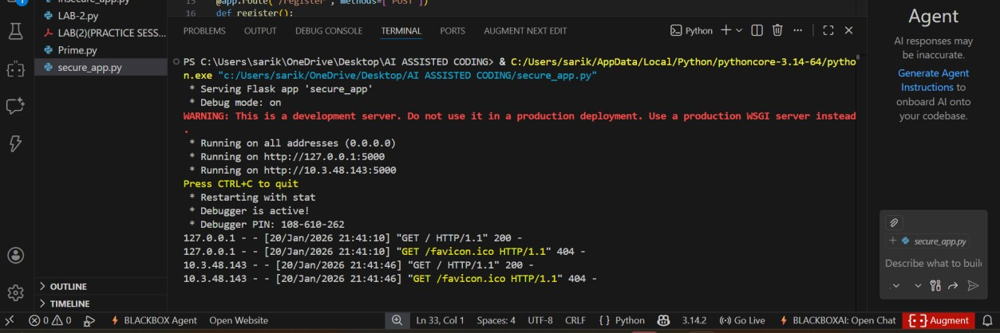 insecure_app.py
LAB-2.py
LAB(2)(PRACTICE SESS...
Prime.py
secure_app.py
OUTLINE
TIMELINE
15 @app.route('/register', methods=['POST'])
16 def register():
PROBLEMS OUTPUT DEBUG CONSOLE TERMINAL PORTS AUGMENT NEXT EDIT
Python
PS C:\Users\sarik\OneDrive\Desktop\AI ASSISTED CODING> & C:/Users/sarik/AppData/Local/Python/pythoncore-3.14-64/pytho
n.exe "c:/Users/sarik/OneDrive/Desktop/AI ASSISTED CODING/secure_app.py"
* Serving Flask app 'secure_app'
* Debug mode: on
WARNING: This is a development server. Do not use it in a production deployment. Use a production WSGI server instead
.
* Running on all addresses (0.0.0.0)
* Running on http://127.0.0.1:5000
* Running on http://10.3.48.143:5000
Press CTRL+C to quit
* Restarting with stat
* Debugger is active!
* Debugger PIN: 108-610-262
127.0.0.1 - - [20/Jan/2026 21:41:10] "GET / HTTP/1.1" 200 -
127.0.0.1 - - [20/Jan/2026 21:41:10] "GET /favicon.ico HTTP/1.1" 404 -
10.3.48.143 - - [20/Jan/2026 21:41:46] "GET / HTTP/1.1" 200 -
10.3.48.143 - - [20/Jan/2026 21:41:46] "GET /favicon.ico HTTP/1.1" 404 -
Agent
AI responses may
be inaccurate.
Generate Agent
Instructions to
onboard AI onto
your codebase.
secure_app.py
Describe what to build
0 0 BLACKBOX Agent Open Website Ln 33, Col 1 Spaces: 4 UTF-8 CRLF { } Python 3.14.2 Go Live BLACKBOXAI: Open Chat Augment